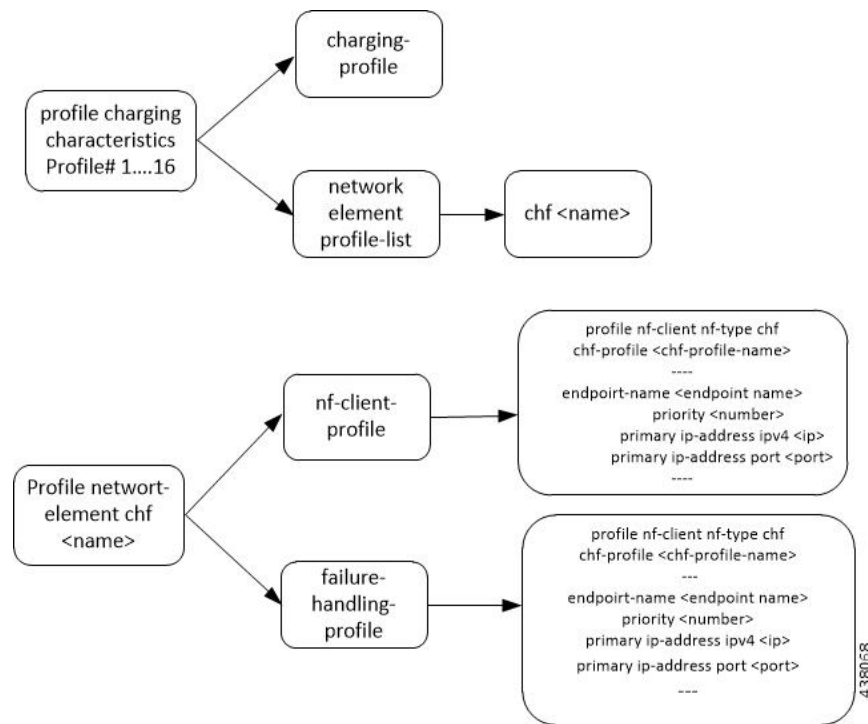 charging-
profile
profile charging
characteristics
Profile# 1....16
network
element
profile-list
chf <name>
profile nf-client nf-type chf
chf-profile <chf-profile-name>
----
endpoirt-name <endpoint name>
priority <number>
primary ip-address ipv4 <ip>
primary ip-address port <port>
----
nf-client-
profile
Profile networt-
element chf
<name>
failure-
handling-
profile
profile nf-client nf-type chf
chf-profile <chf-profile-name>
---
endpoirt-name <endpoint name>
priority <number>
primary ip-address ipv4 <ip>
primary ip-address port <port>
---
438068